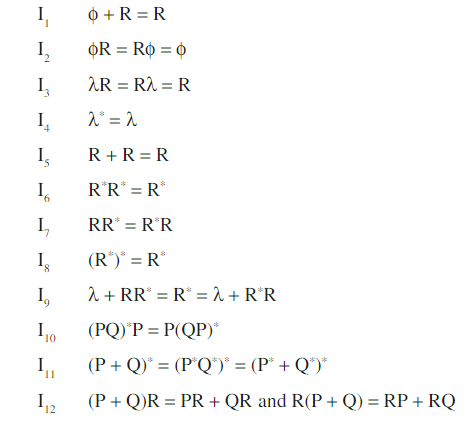 I₁ ϕ + R = R
I₂ ϕR = Rϕ = ϕ
I₃ λR = Rλ = R
I₄ λ* = λ
I₅ R + R = R
I₆ R*R* = R*
I₇ RR* = R*R
I₈ (R*)* = R*
I₉ λ + RR* = R* = λ + R*R
I₁₀ (PQ)*P = P(QP)*
I₁₁ (P + Q)* = (P*Q*)* = (P* + Q*)*
I₁₂ (P + Q)R = PR + QR and R(P + Q) = RP + RQ